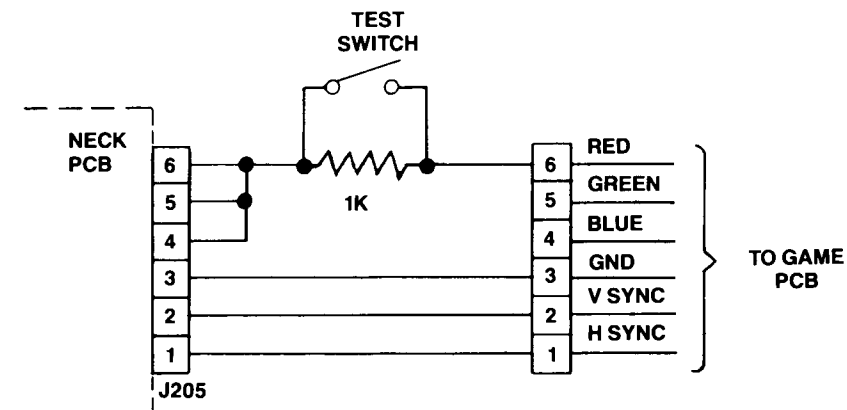 TEST
SWITCH
NECK
PCB
6
5
4
3
2
1
J205
1K
6
5
4
3
2
1
RED
GREEN
BLUE
GND
V SYNC
H SYNC
TO GAME
PCB